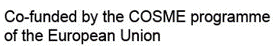 Co-funded by the COSME programme
of the European Union